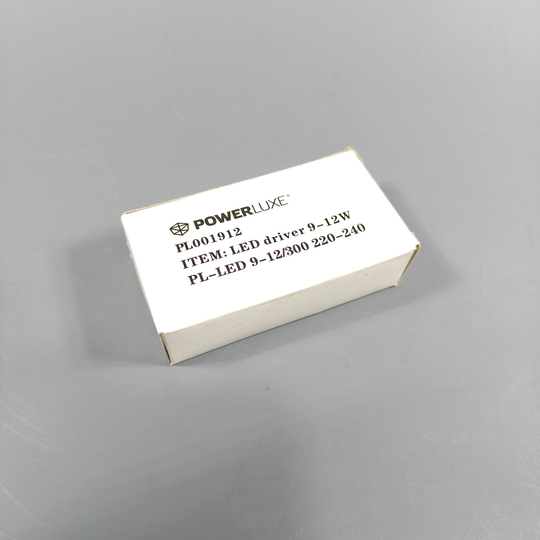 POWERLUXE®
PL001912
ITEM: LED driver 9-12W
PL-LED 9-12/300 220-240